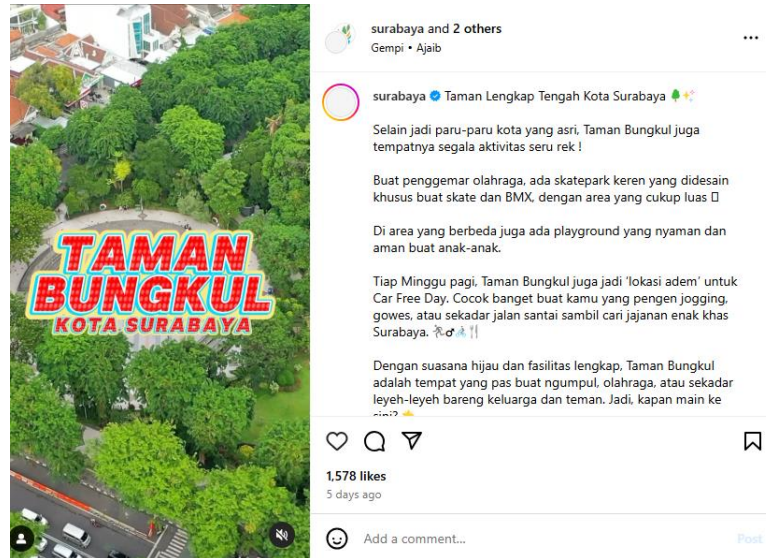 TAMAN
BUNGKUL
KOTA SURABAYA
surabaya and 2 others
Gempi • Ajaib
surabaya Taman Lengkap Tengah Kota Surabaya 🌳✨
Selain jadi paru-paru kota yang asri, Taman Bungkul juga
tempatnya segala aktivitas seru rek !
Buat penggemar olahraga, ada skatepark keren yang didesain
khusus buat skate dan BMX, dengan area yang cukup luas
Di area yang berbeda juga ada playground yang nyaman dan
aman buat anak-anak.
Tiap Minggu pagi, Taman Bungkul juga jadi 'lokasi adem' untuk
Car Free Day. Cocok banget buat kamu yang pengen jogging,
gowes, atau sekadar jalan santai sambil cari jajanan enak khas
Surabaya. 🏃♂🚴🍴
Dengan suasana hijau dan fasilitas lengkap, Taman Bungkul
adalah tempat yang pas buat ngumpul, olahraga, atau sekadar
leyeh-leyeh bareng keluarga dan teman. Jadi, kapan main ke
sini? 🌟
1,578 likes
5 days ago
Add a comment...
Post